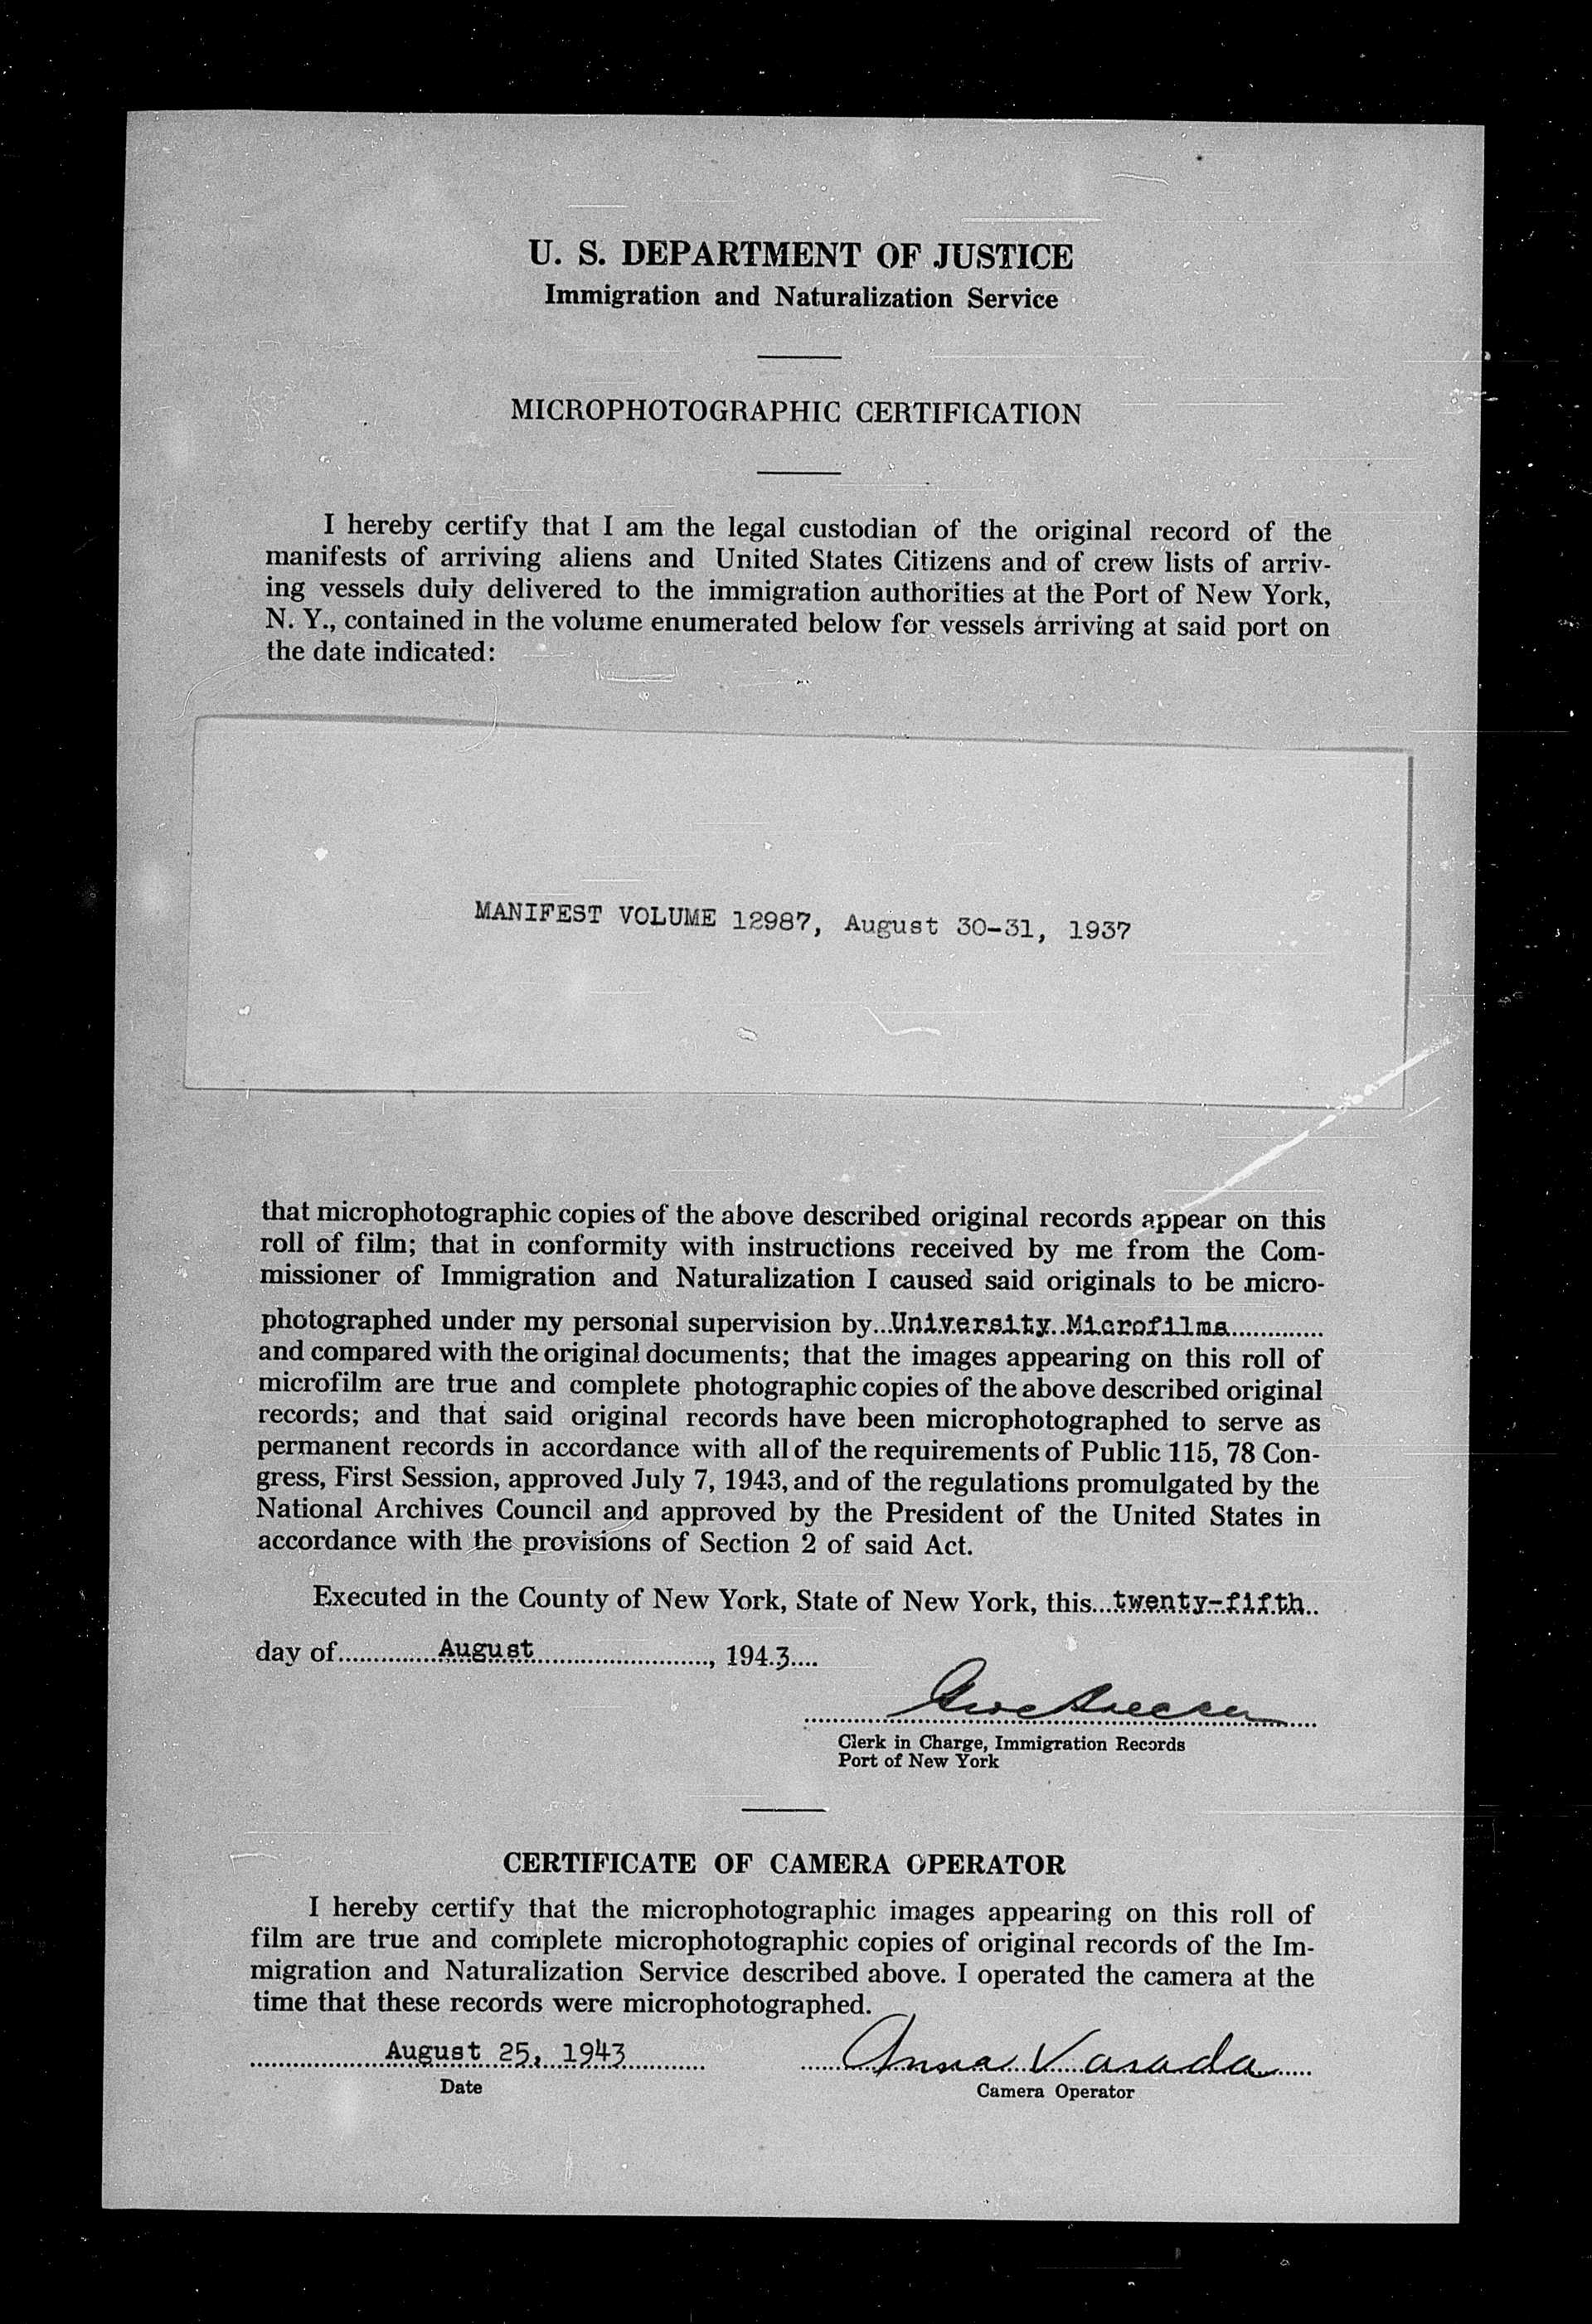 U. S. DEPARTMENT OF JUSTICE
Immigration and Naturalization Service
MICROPHOTOGRAPHIC CERTIFICATION
I hereby certify that I am the legal custodian of the original record of the
manifests of arriving aliens and United States Citizens and of crew lists of arriv-
ing vessels duly delivered to the immigration authorities at the Port of New York,
N. Y., contained in the volume enumerated below for vessels arriving at said port on
the date indicated:
MANIFEST VOLUME 12987, August 30-31, 1937
that microphotographic copies of the above described original records appear on this
roll of film; that in conformity with instructions received by me from the Com-
missioner of Immigration and Naturalization I caused said originals to be micro-
photographed under my personal supervision by...University Microfilms.............
and compared with the original documents; that the images appearing on this roll of
microfilm are true and complete photographic copies of the above described original
records; and that said original records have been microphotographed to serve as
permanent records in accordance with all of the requirements of Public 115, 78 Con-
gress, First Session, approved July 7, 1943, and of the regulations promulgated by the
National Archives Council and approved by the President of the United States in
accordance with the provisions of Section 2 of said Act.
Executed in the County of New York, State of New York, this...twenty-fifth..
day of..............August........................., 194.3....
Clerk in Charge, Immigration Records
Port of New York
CERTIFICATE OF CAMERA OPERATOR
I hereby certify that the microphotographic images appearing on this roll of
film are true and complete microphotographic copies of original records of the Im-
migration and Naturalization Service described above. I operated the camera at the
time that these records were microphotographed.
August 25, 1943 Anna Varada
Date Camera Operator